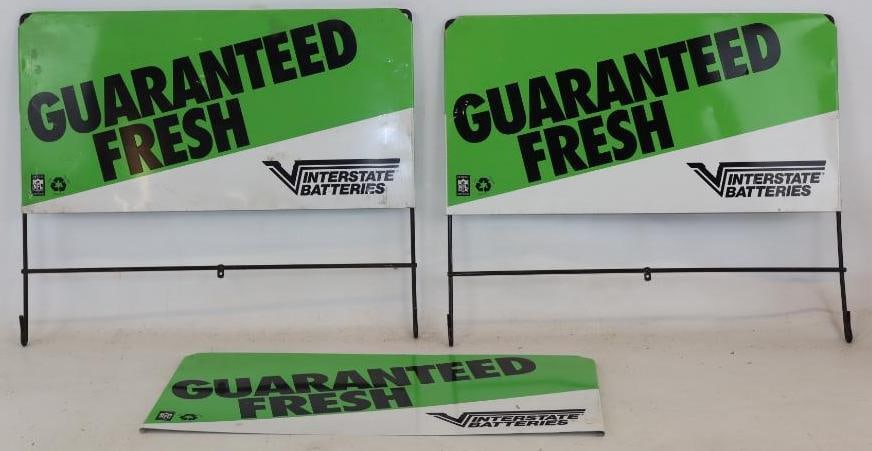 GUARANTEED
FRESH
INTERSTATE
BATTERIES
GUARANTEED
FRESH
INTERSTATE
BATTERIES
GUARANTEED
FRESH
INTERSTATE
BATTERIES